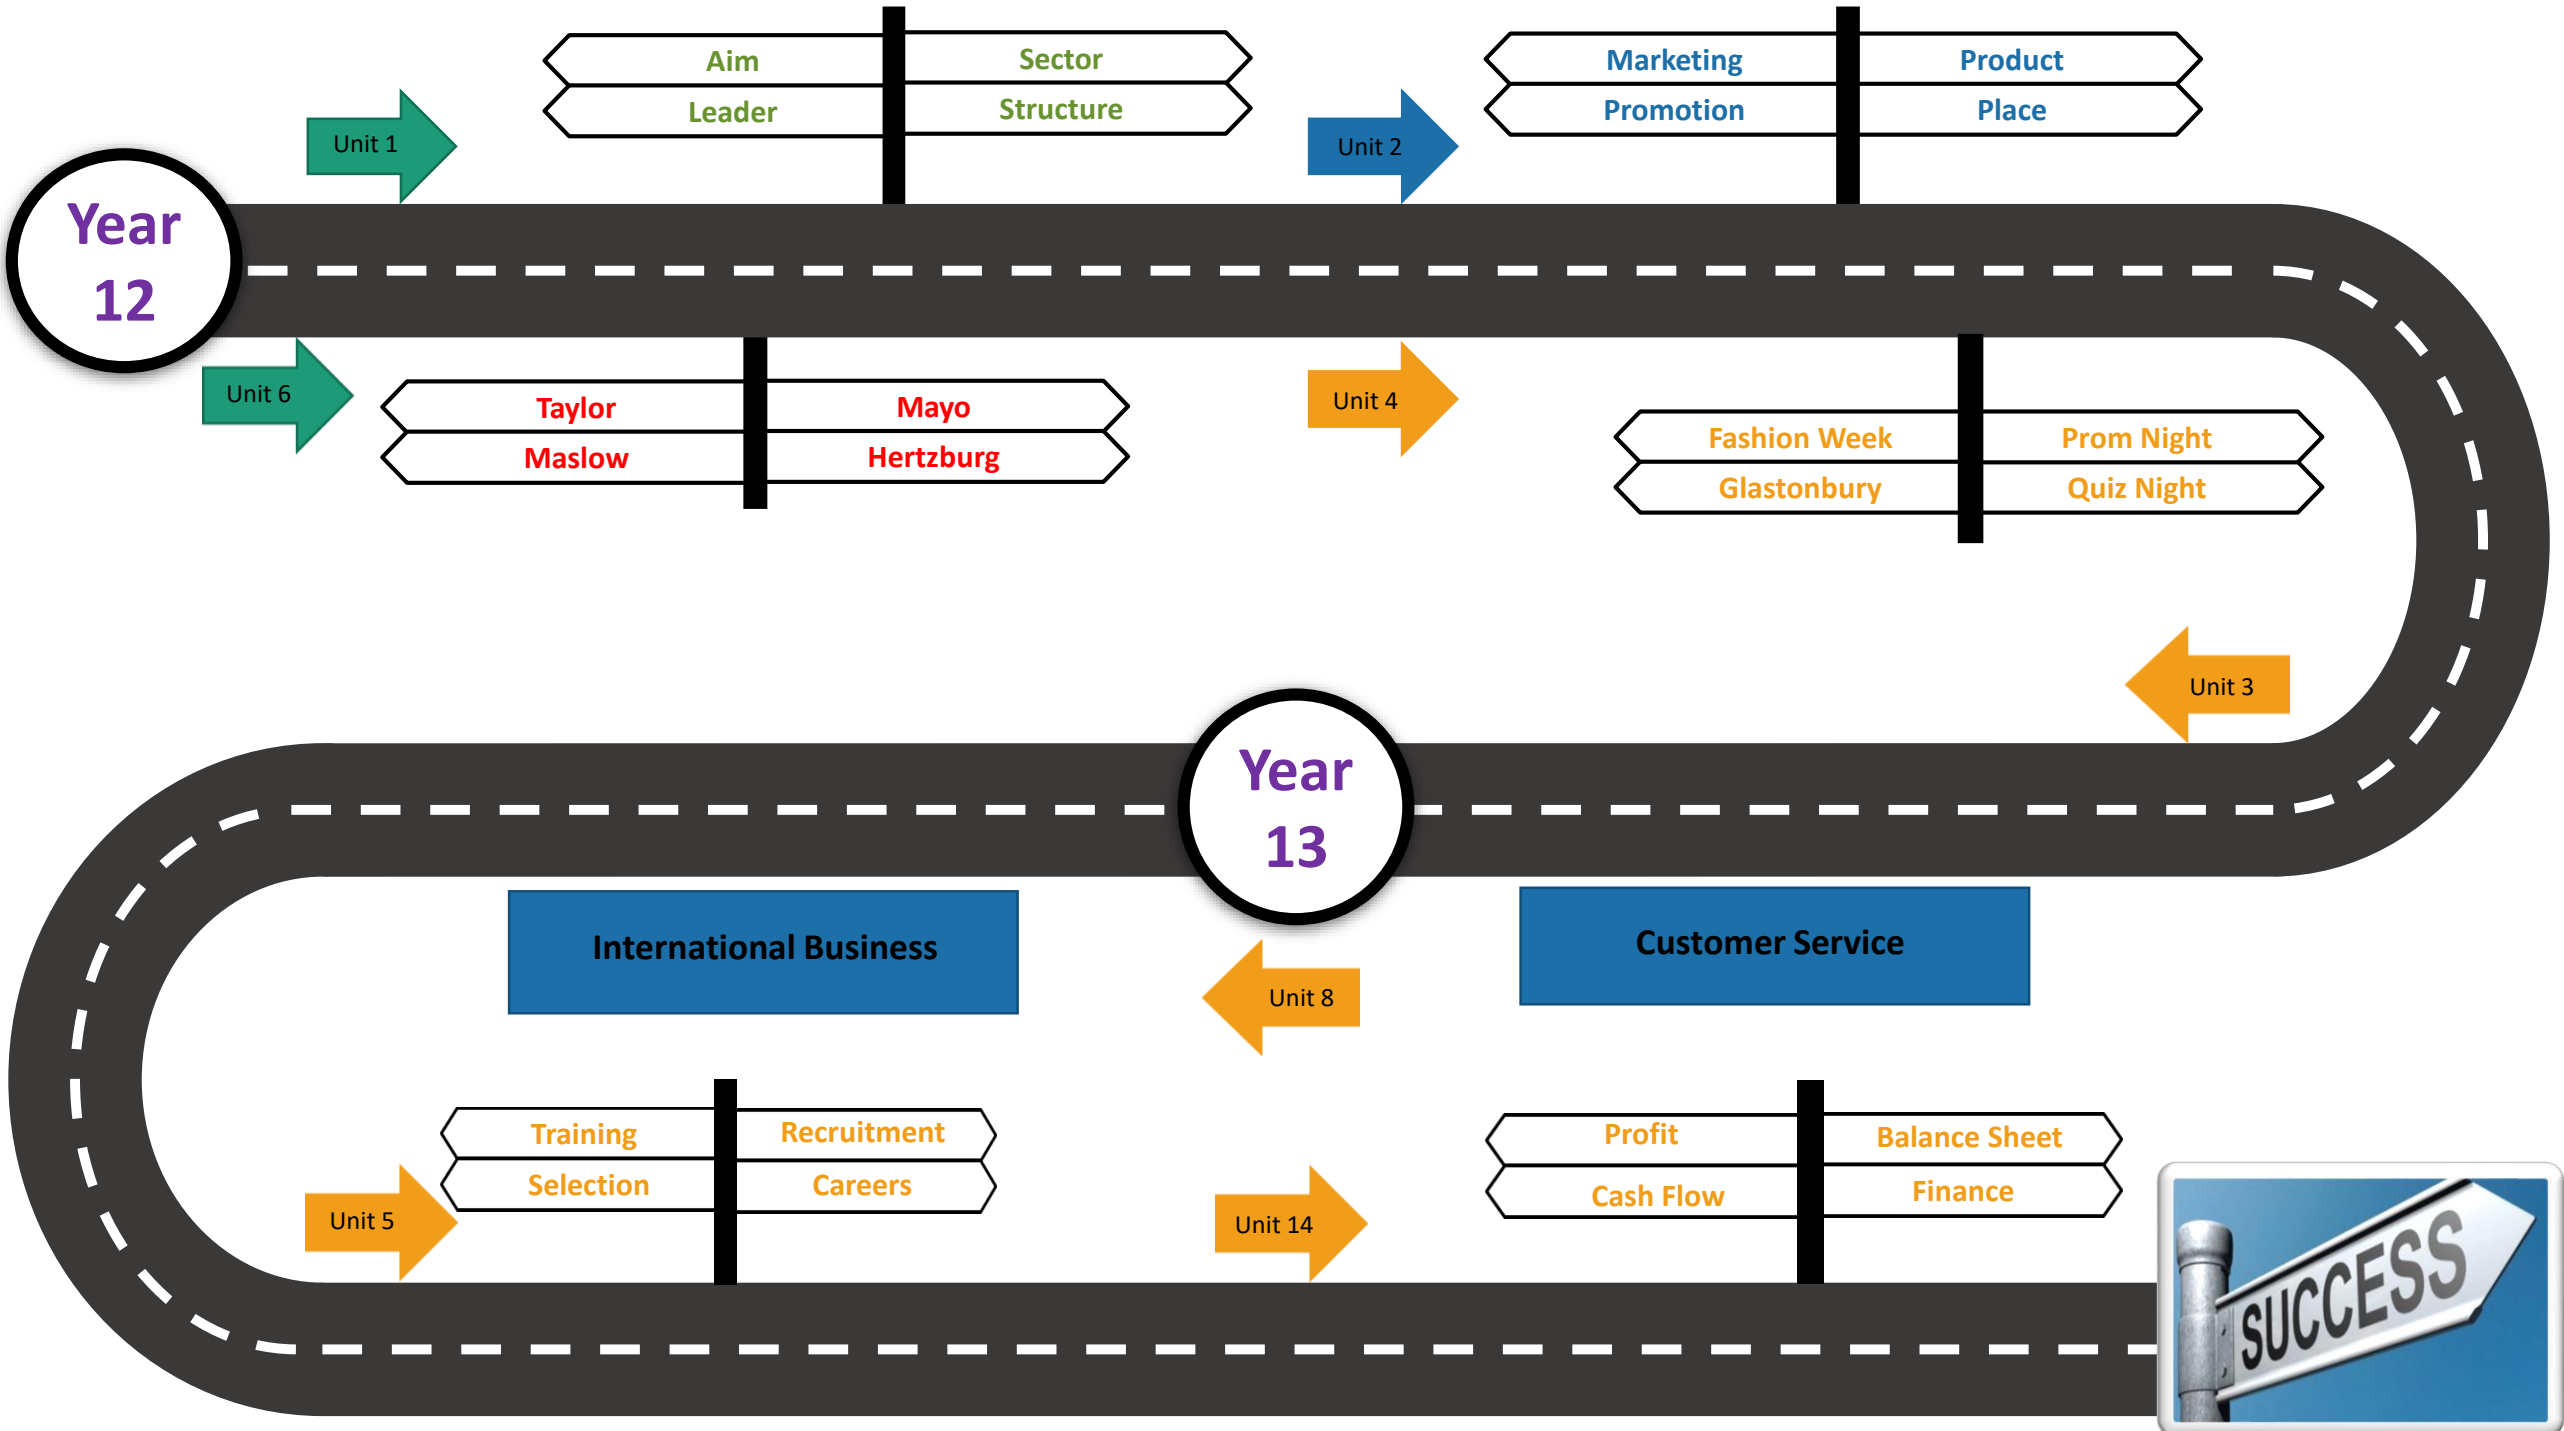 Aim
Sector
Leader
Structure
Unit 1
Marketing
Product
Promotion
Place
Unit 2
Year
12
Unit 6
Taylor
Mayo
Maslow
Hertzburg
Unit 4
Fashion Week
Prom Night
Glastonbury
Quiz Night
Unit 3
Year
13
International Business
Customer Service
Unit 8
Training
Recruitment
Selection
Careers
Unit 5
Profit
Balance Sheet
Cash Flow
Finance
Unit 14
SUCCESS